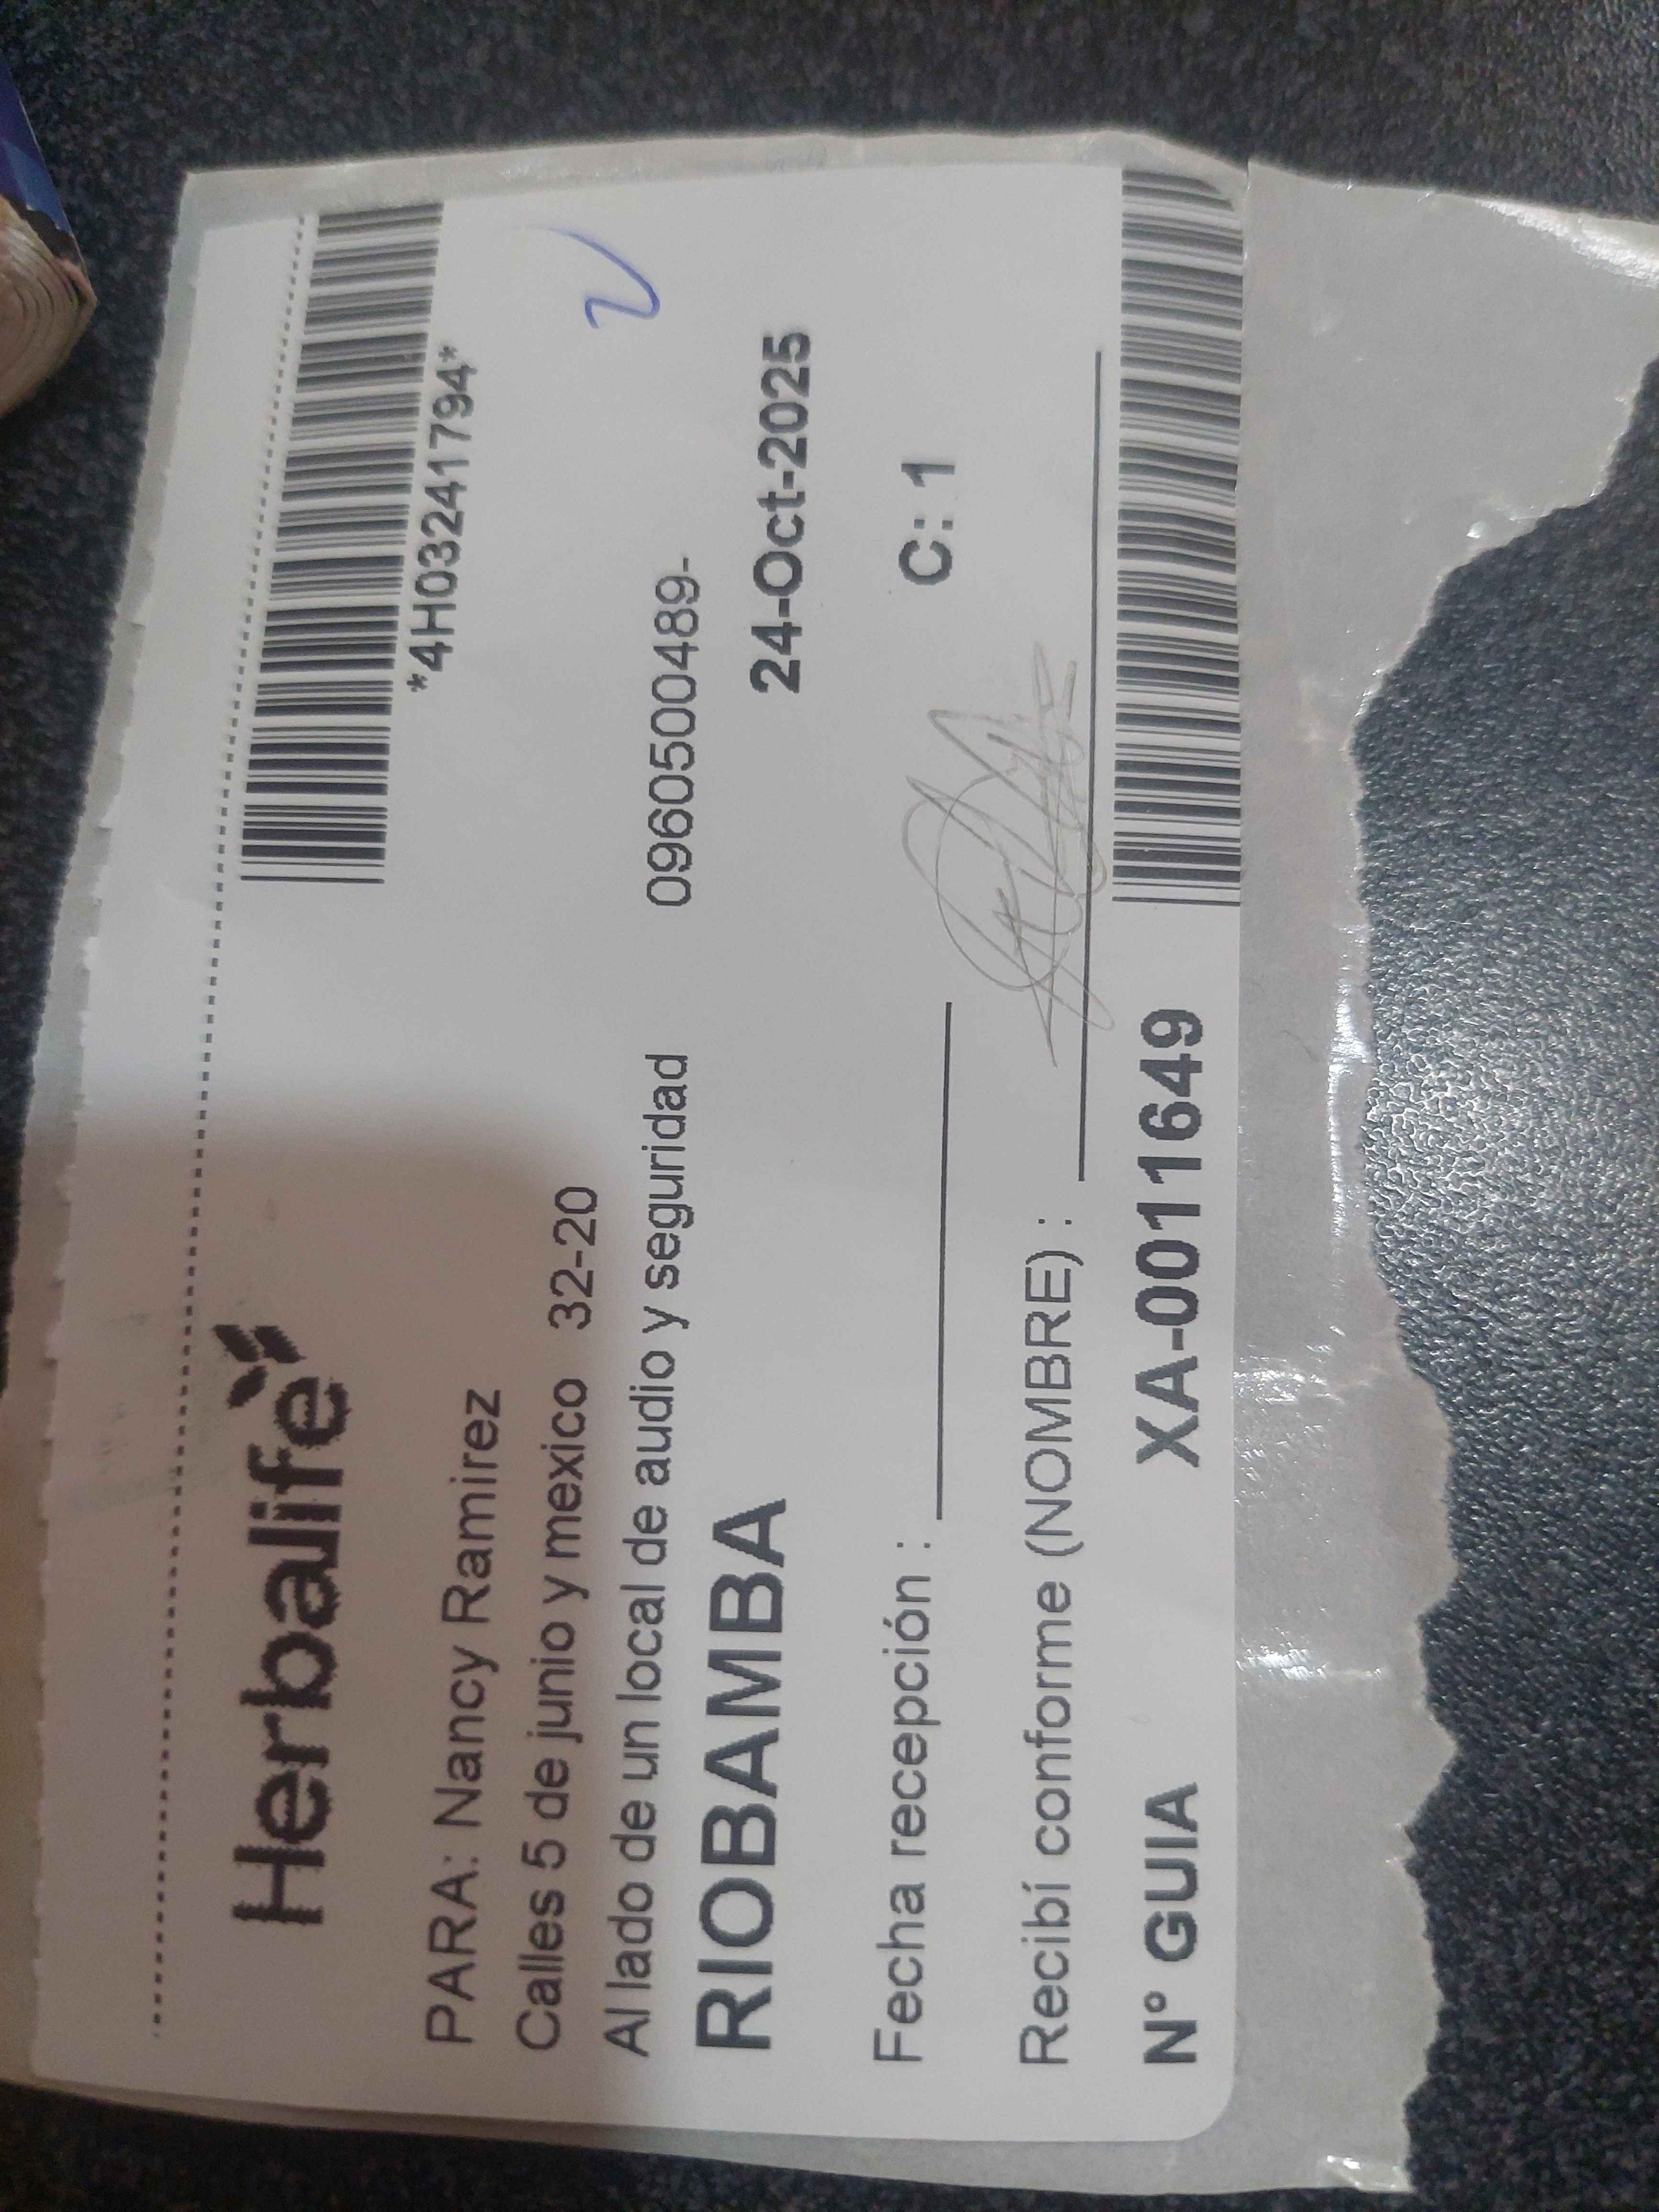 Herbalife
*4H03241794*
PARA: Nancy Ramirez
Calles 5 de junio y mexico 32-20
Al lado de un local de audio y seguridad 0960500489-
RIOBAMBA 24-Oct-2025
Fecha recepción : C: 1
Recibí conforme (NOMBRE) :
N° GUIA XA-0011649